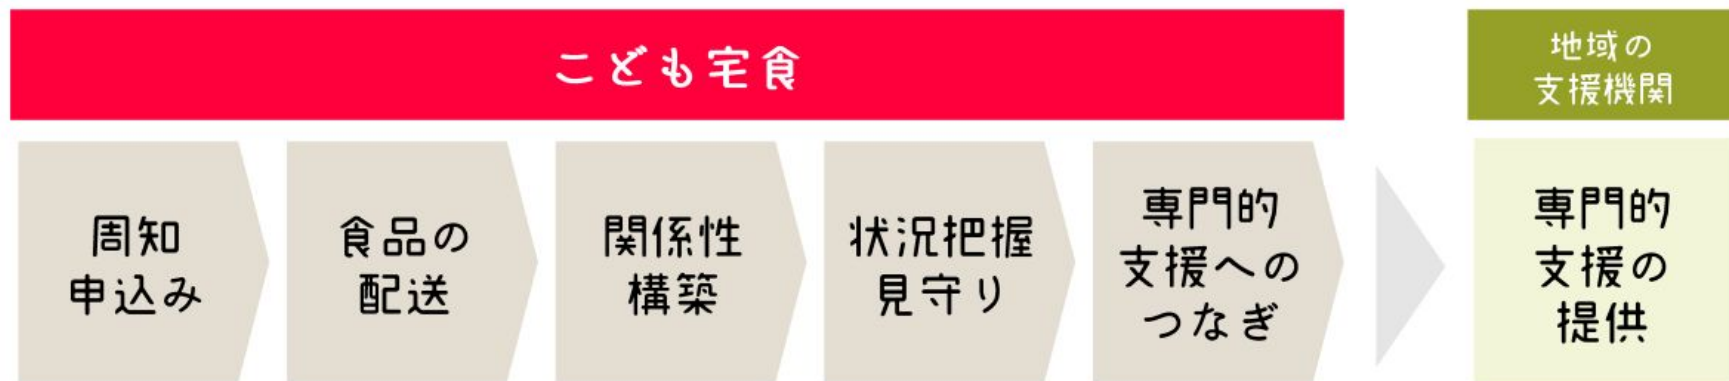 こども宅食
地域の
支援機関
周知
申込み
食品の
配送
関係性
構築
状況把握
見守り
専門的
支援への
つなぎ
専門的
支援の
提供